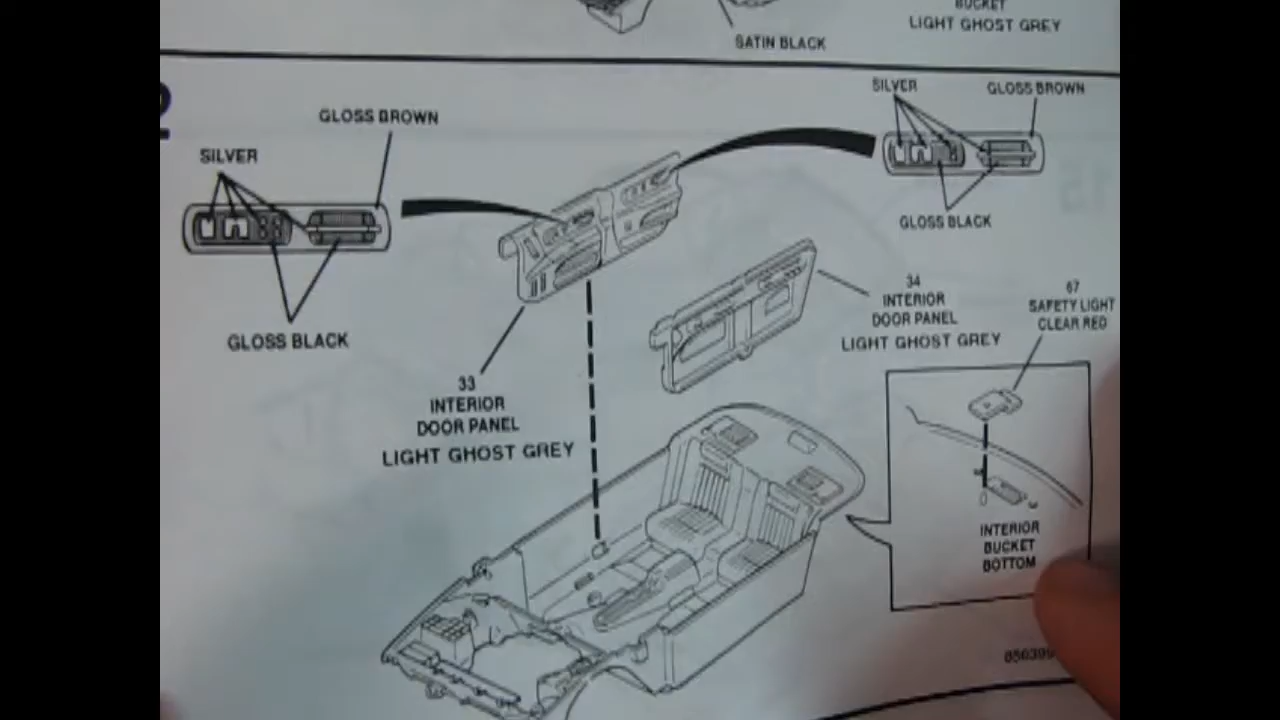 BUCKET
LIGHT GHOST GREY
SATIN BLACK
GLOSS BROWN
SILVER
GLOSS BLACK
SILVER
GLOSS BROWN
GLOSS BLACK
34
INTERIOR
DOOR PANEL
LIGHT GHOST GREY
67
SAFETY LIGHT
CLEAR RED
33
INTERIOR
DOOR PANEL
LIGHT GHOST GREY
INTERIOR
BUCKET
BOTTOM